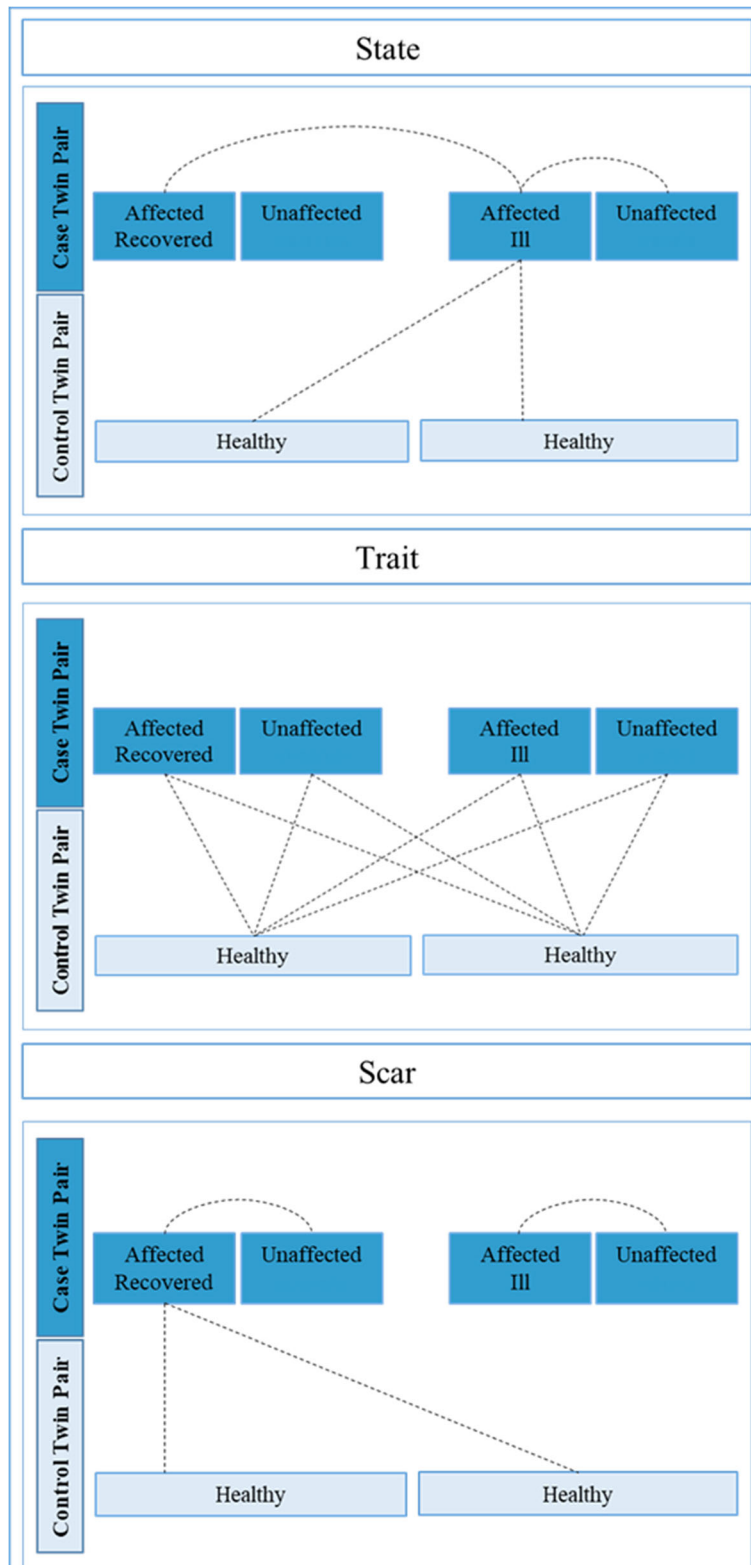 State
Case Twin Pair
Affected
Recovered
Unaffected
Affected
Ill
Unaffected
Control Twin Pair
Healthy
Healthy
Trait
Case Twin Pair
Affected
Recovered
Unaffected
Affected
Ill
Unaffected
Control Twin Pair
Healthy
Healthy
Scar
Case Twin Pair
Affected
Recovered
Unaffected
Affected
Ill
Unaffected
Control Twin Pair
Healthy
Healthy